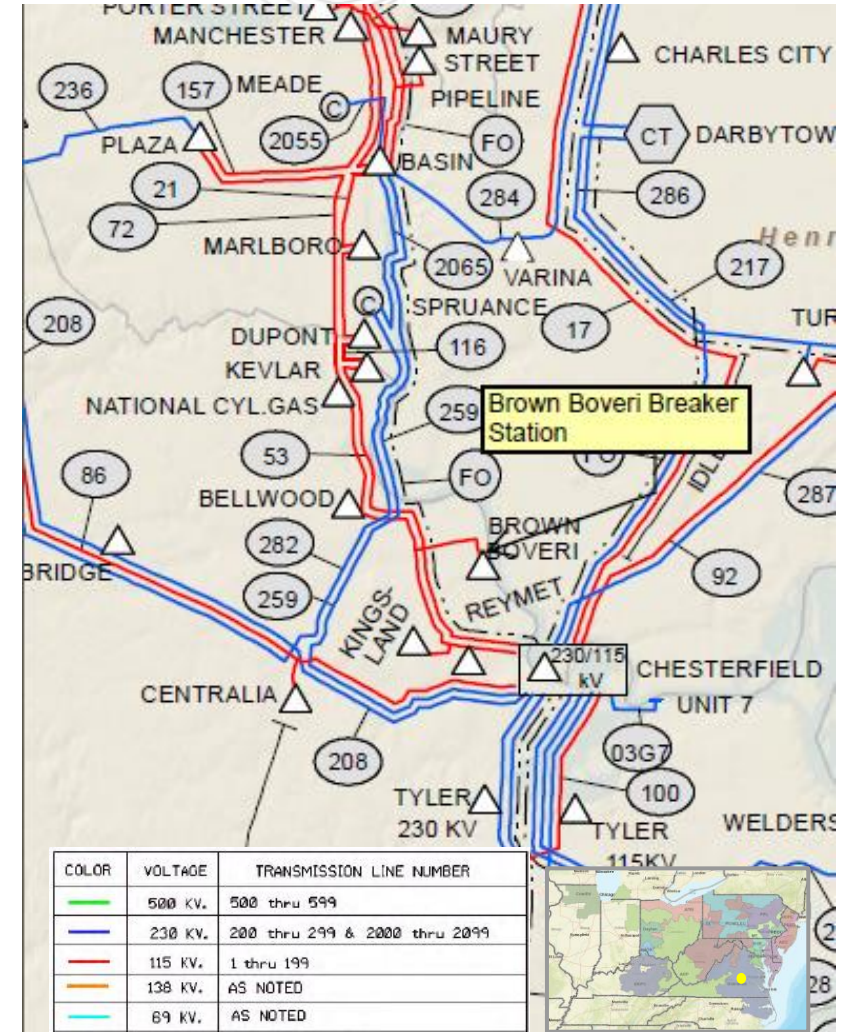 PORTER STREET
MANCHESTER
MAURY
STREET
CHARLES CITY
236
157
MEADE
C
PIPELINE
PLAZA
2055
FO
CT
DARBYTOW
BASIN
21
284
286
72
MARLBORO
2065
VARINA
Henr
217
C
SPRUANCE
208
17
TUR
DUPONT
116
KEVLAR
NATIONAL CYL.GAS
259
Brown Boveri Breaker
Station
53
FO
IDLE
86
287
BELLWOOD
BROWN
BOVERI
282
BRIDGE
92
259
REYMET
KINGS-
LAND
230/115
kV
CHESTERFIELD
CENTRALIA
UNIT 7
03G7
208
100
TYLER
230 KV
TYLER
115KV
WELDERS
COLOR VOLTAGE TRANSMISSION LINE NUMBER
500 KV. 500 thru 599
230 KV. 200 thru 299 & 2000 thru 2099
115 KV. 1 thru 199
138 KV. AS NOTED
69 KV. AS NOTED
28